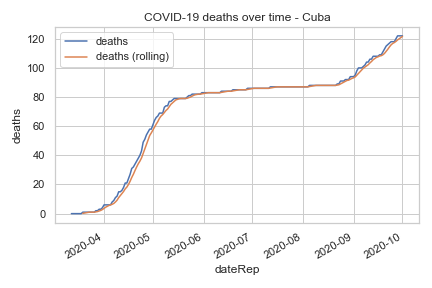 COVID-19 deaths over time - Cuba
deaths
deaths (rolling)
120
100
80
60
40
20
0
deaths
2020-04
2020-05
2020-06
2020-07
2020-08
2020-09
2020-10
dateRep